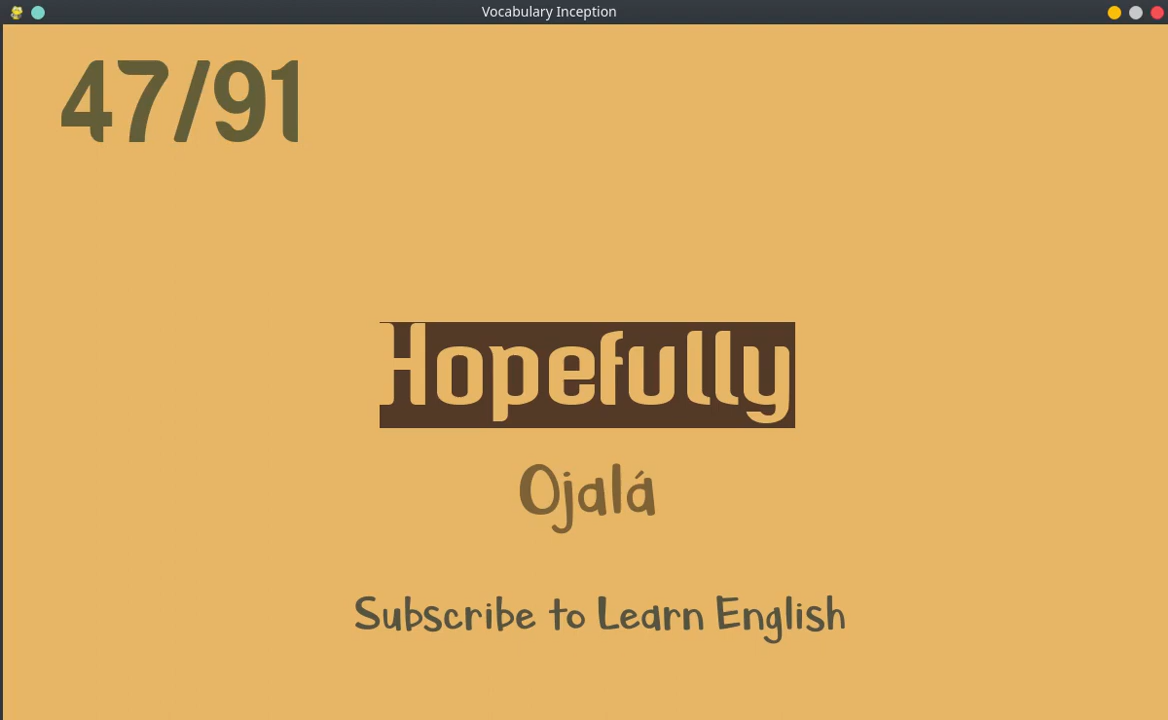 Vocabulary Inception
47/91
Hopefully
Ojalá
Subscribe to Learn English